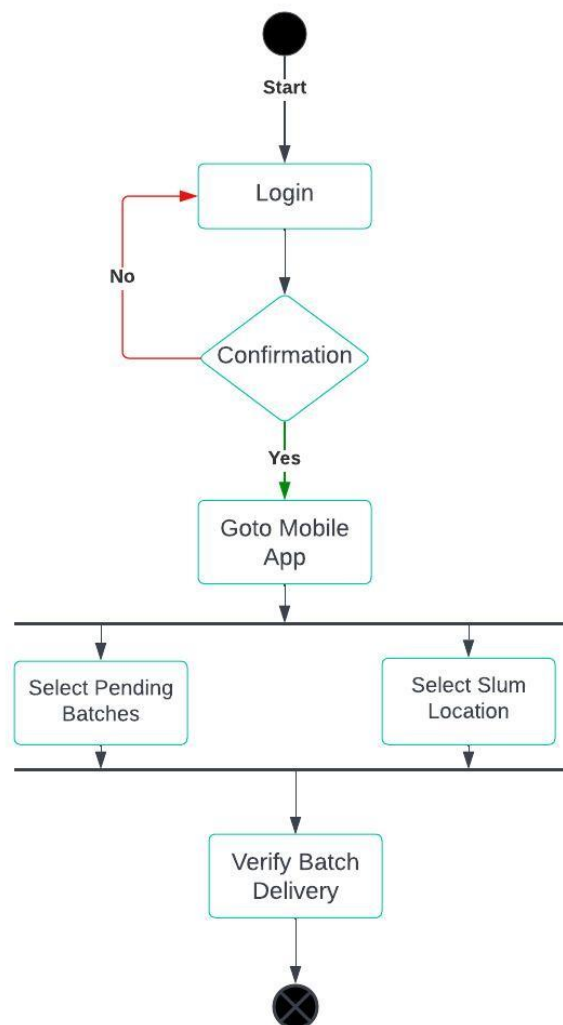 Start
Login
No
Confirmation
Yes
Goto Mobile
App
Select Pending
Batches
Select Slum
Location
Verify Batch
Delivery